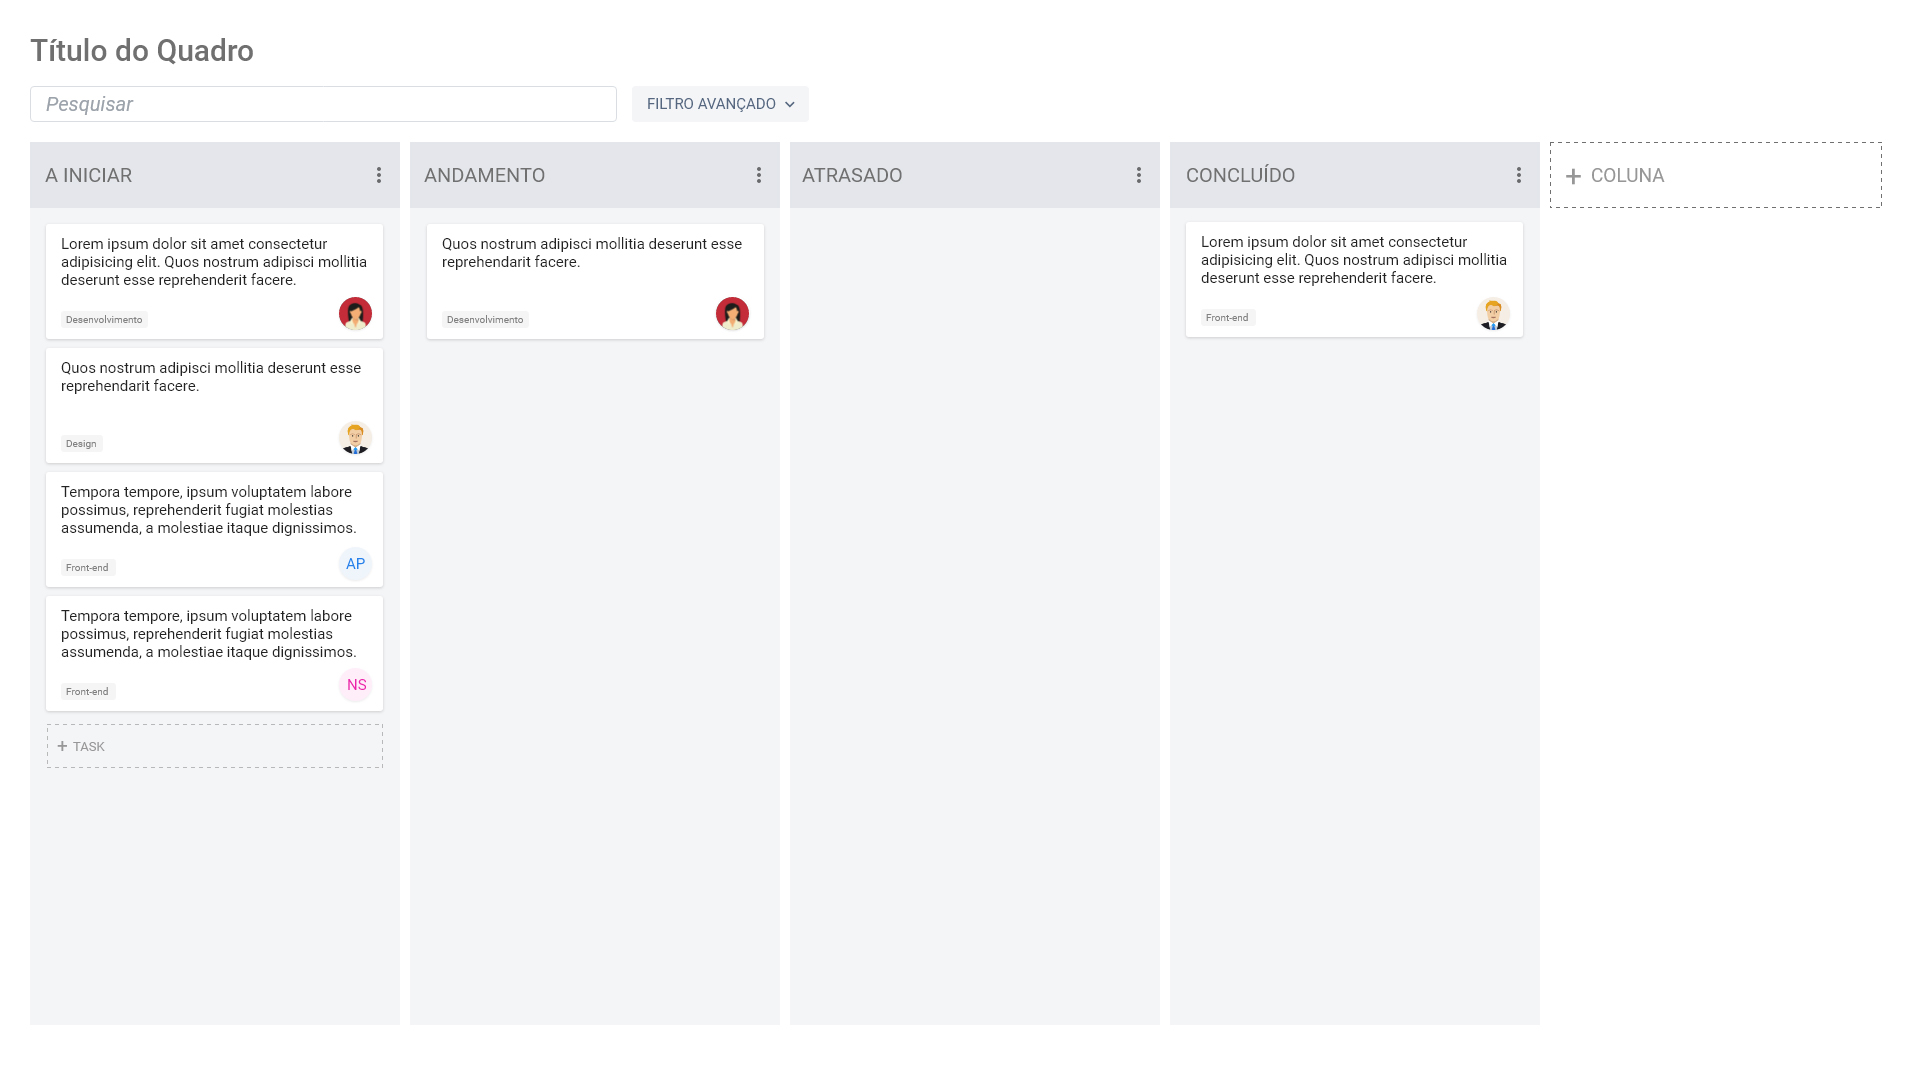 Título do Quadro
Pesquisar
FILTRO AVANÇADO
A INICIAR
Lorem ipsum dolor sit amet consectetur
adipisicing elit. Quos nostrum adipisci mollitia
deserunt esse reprehenderit facere.
Desenvolvimento
Quos nostrum adipisci mollitia deserunt esse
reprehendarit facere.
Design
Tempora tempore, ipsum voluptatem labore
possimus, reprehenderit fugiat molestias
assumenda, a molestiae itaque dignissimos.
Front-end
AP
Tempora tempore, ipsum voluptatem labore
possimus, reprehenderit fugiat molestias
assumenda, a molestiae itaque dignissimos.
Front-end
NS
+ TASK
ANDAMENTO
Quos nostrum adipisci mollitia deserunt esse
reprehendarit facere.
Desenvolvimento
ATRASADO
CONCLUÍDO
Lorem ipsum dolor sit amet consectetur
adipisicing elit. Quos nostrum adipisci mollitia
deserunt esse reprehenderit facere.
Front-end
+ COLUNA